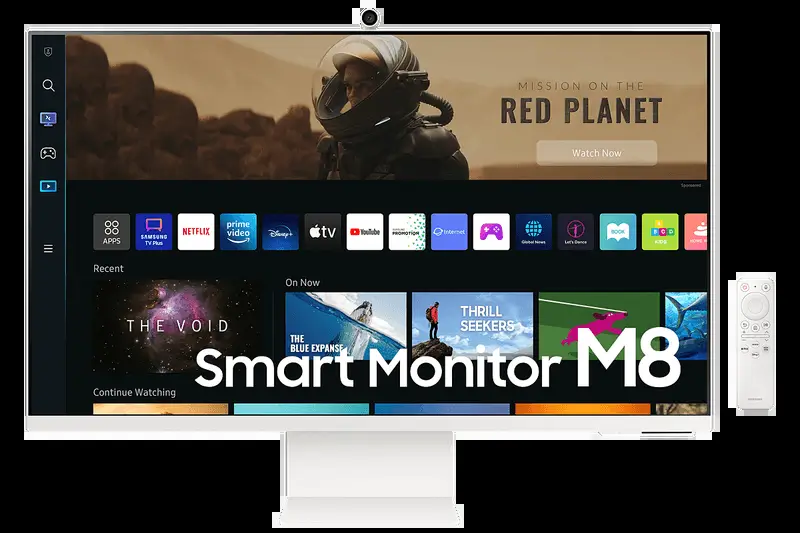 MISSION ON THE
RED PLANET
Watch Now
Sponsored
APPS
SAMSUNG
TV Plus
NETFLIX
prime video
Disney+
tv
YouTube
PROMOTION
Internet
Global News
Let's Dance
BOOK
KIDS
HOME
Recent
On Now
THE VOID
THE
BLUE EXPANSE
THRILL
SEEKERS
Smart Monitor M8
Continue Watching
SAMSUNG